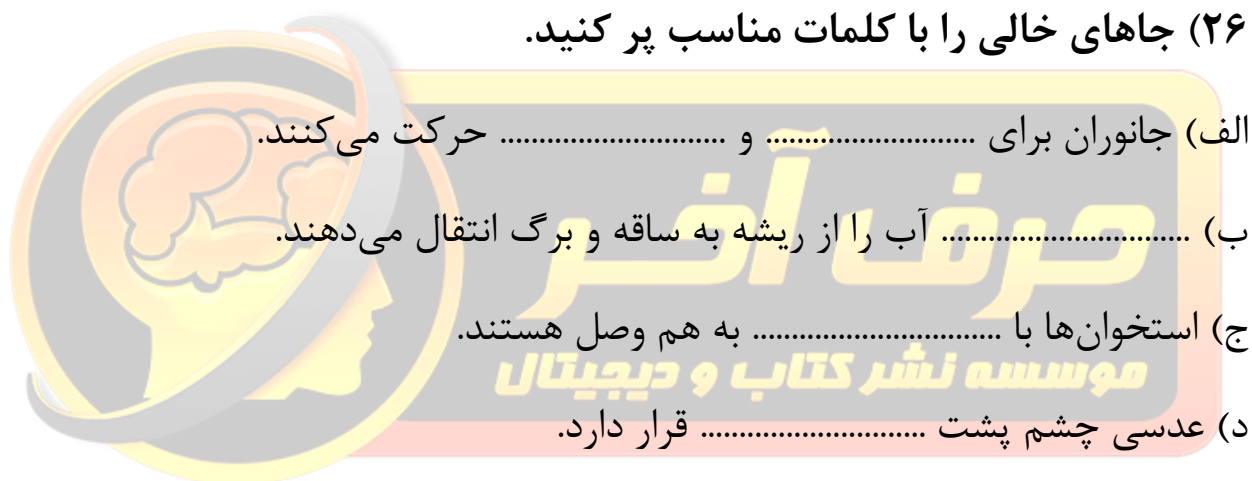 ۲۶) جاهای خالی را با کلمات مناسب پر کنید.
الف) جانوران برای .......................... و ............................ حرکت می‌کنند.
ب) ............................... آب را از ریشه به ساقه و برگ انتقال می‌دهند.
حرف آخر
ج) استخوان‌ها با ............................... به هم وصل هستند.
موسسه نشر کتاب و دیجیتال
د) عدسی چشم پشت ............................ قرار دارد.